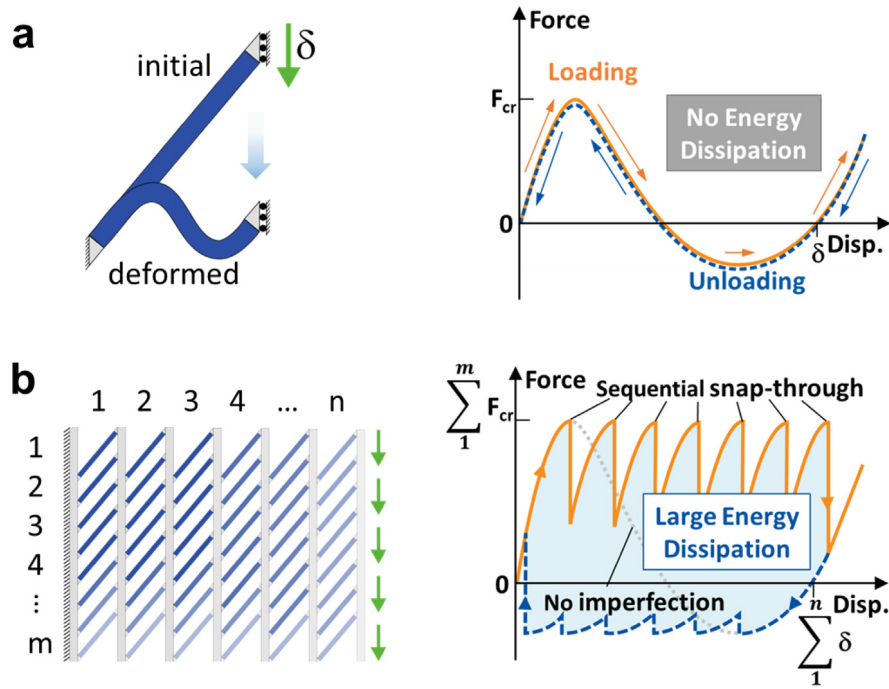 a
initial
δ
deformed
Force
Loading
F_cr
No Energy
Dissipation
0
δ
Disp.
Unloading
b
1 2 3 4 ... n
1
2
3
4
⋮
m
m
∑ F_cr
1
Force
Sequential snap-through
Large Energy
Dissipation
0
No imperfection
Disp.
n
∑ δ
1